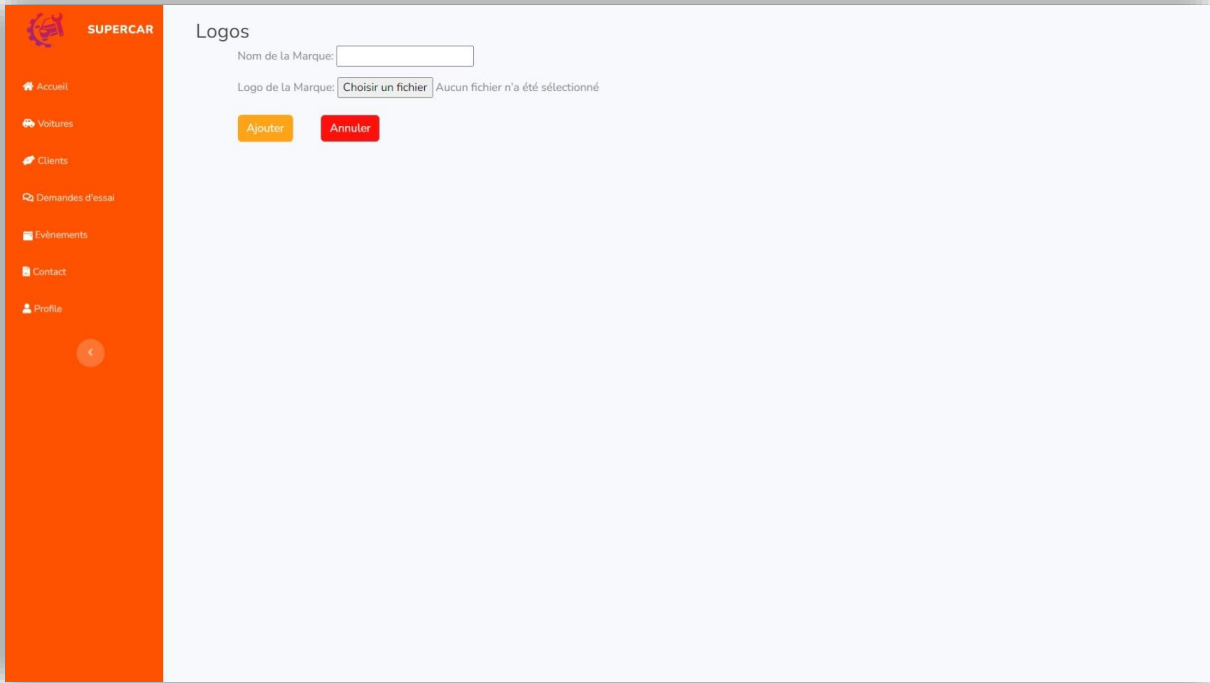 SUPERCAR
Accueil
Voitures
Clients
Demandes d'essai
Evènements
Contact
Profile
Logos
Nom de la Marque:
Logo de la Marque: Choisir un fichier Aucun fichier n'a été sélectionné
Ajouter Annuler